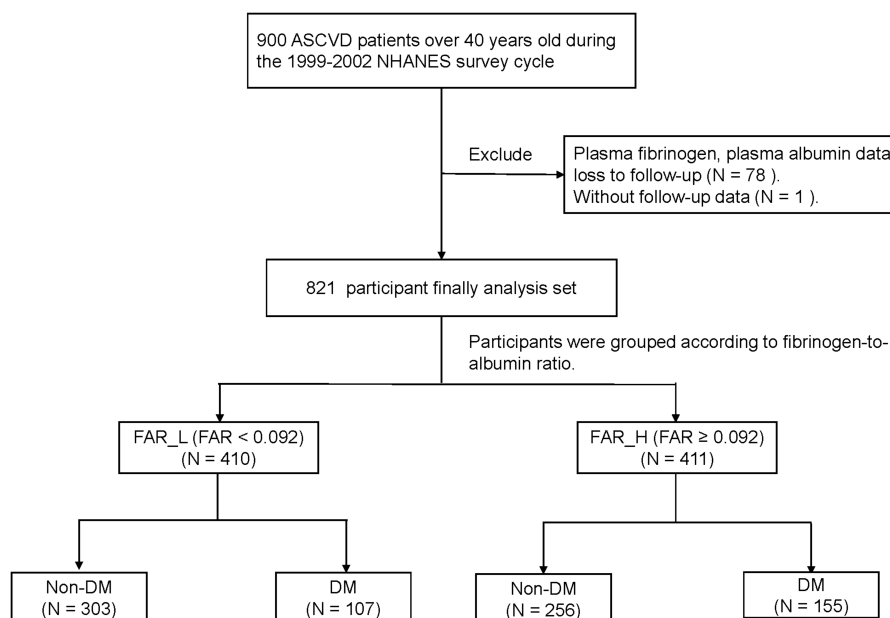 900 ASCVD patients over 40 years old during
the 1999-2002 NHANES survey cycle
Exclude
Plasma fibrinogen, plasma albumin data
loss to follow-up (N = 78 ).
Without follow-up data (N = 1 ).
821 participant finally analysis set
Participants were grouped according to fibrinogen-to-
albumin ratio.
FAR_L (FAR < 0.092)
(N = 410)
FAR_H (FAR ≥ 0.092)
(N = 411)
Non-DM
(N = 303)
DM
(N = 107)
Non-DM
(N = 256)
DM
(N = 155)